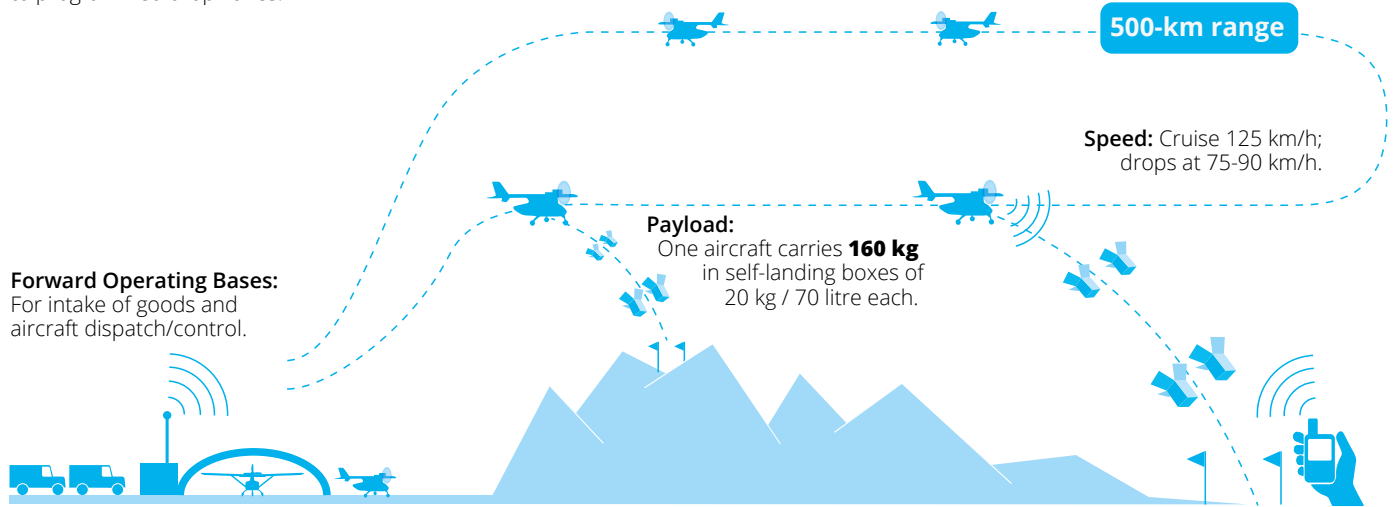 500-km range
Speed: Cruise 125 km/h;
drops at 75-90 km/h.
Payload:
One aircraft carries 160 kg
in self-landing boxes of
20 kg / 70 litre each.
Forward Operating Bases:
For intake of goods and
aircraft dispatch/control.